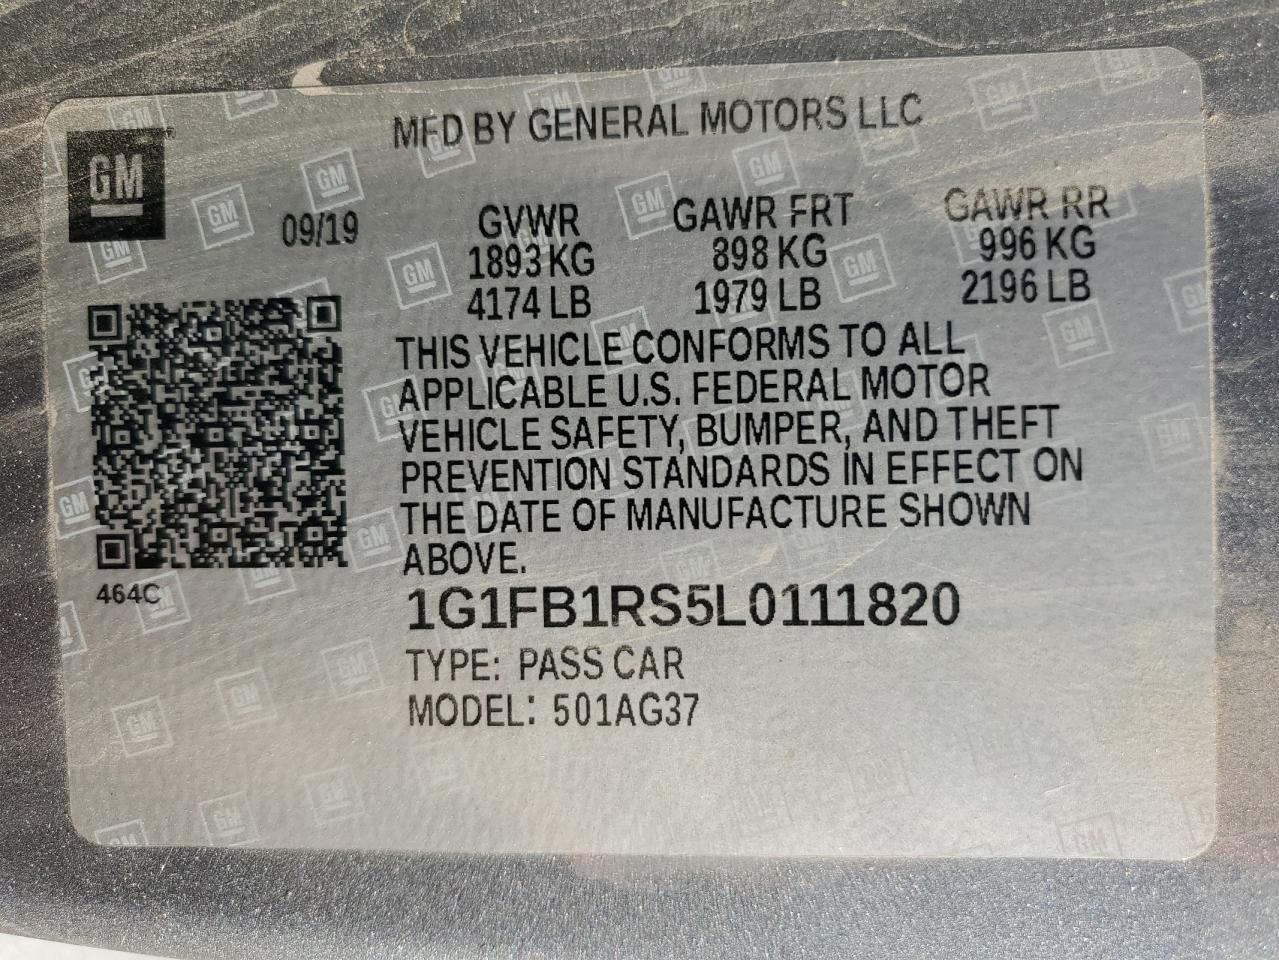 MFD BY GENERAL MOTORS LLC
GM
09/19
GVWR GAWR FRT GAWR RR
1893 KG 898 KG 996 KG
4174 LB 1979 LB 2196 LB
THIS VEHICLE CONFORMS TO ALL
APPLICABLE U.S. FEDERAL MOTOR
VEHICLE SAFETY, BUMPER, AND THEFT
PREVENTION STANDARDS IN EFFECT ON
THE DATE OF MANUFACTURE SHOWN
ABOVE.
464C
1G1FB1RS5L0111820
TYPE: PASS CAR
MODEL: 501AG37